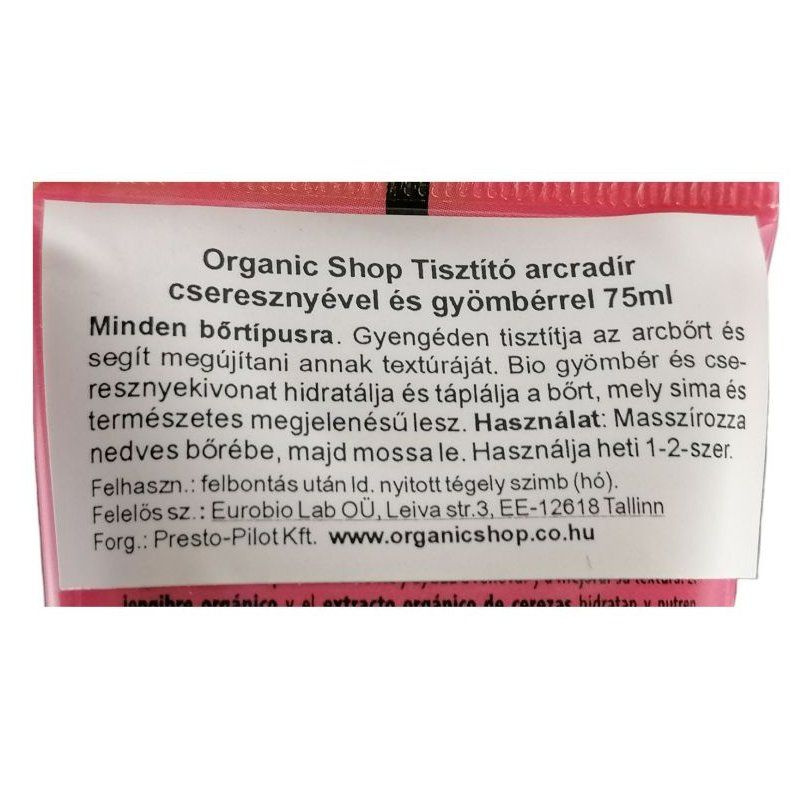 Organic Shop Tisztító arcradír
cseresznyével és gyömbérrel 75ml
Minden bőrtípusra. Gyengéden tisztítja az arcbőrt és
segít megújítani annak textúráját. Bio gyömbér és cse-
resznyekivonat hidratálja és táplálja a bőrt, mely sima és
természetes megjelenésű lesz. Használat: Masszírozza
nedves bőrébe, majd mossa le. Használja heti 1-2-szer.
Felhaszn.: felbontás után ld. nyitott tégely szimb (hó).
Felelős sz.: Eurobio Lab OÜ, Leiva str.3, EE-12618 Tallinn
Forg.: Presto-Pilot Kft. www.organicshop.co.hu
jengibre orgánico y el extracto orgánico de cerezas hidratan y nutren